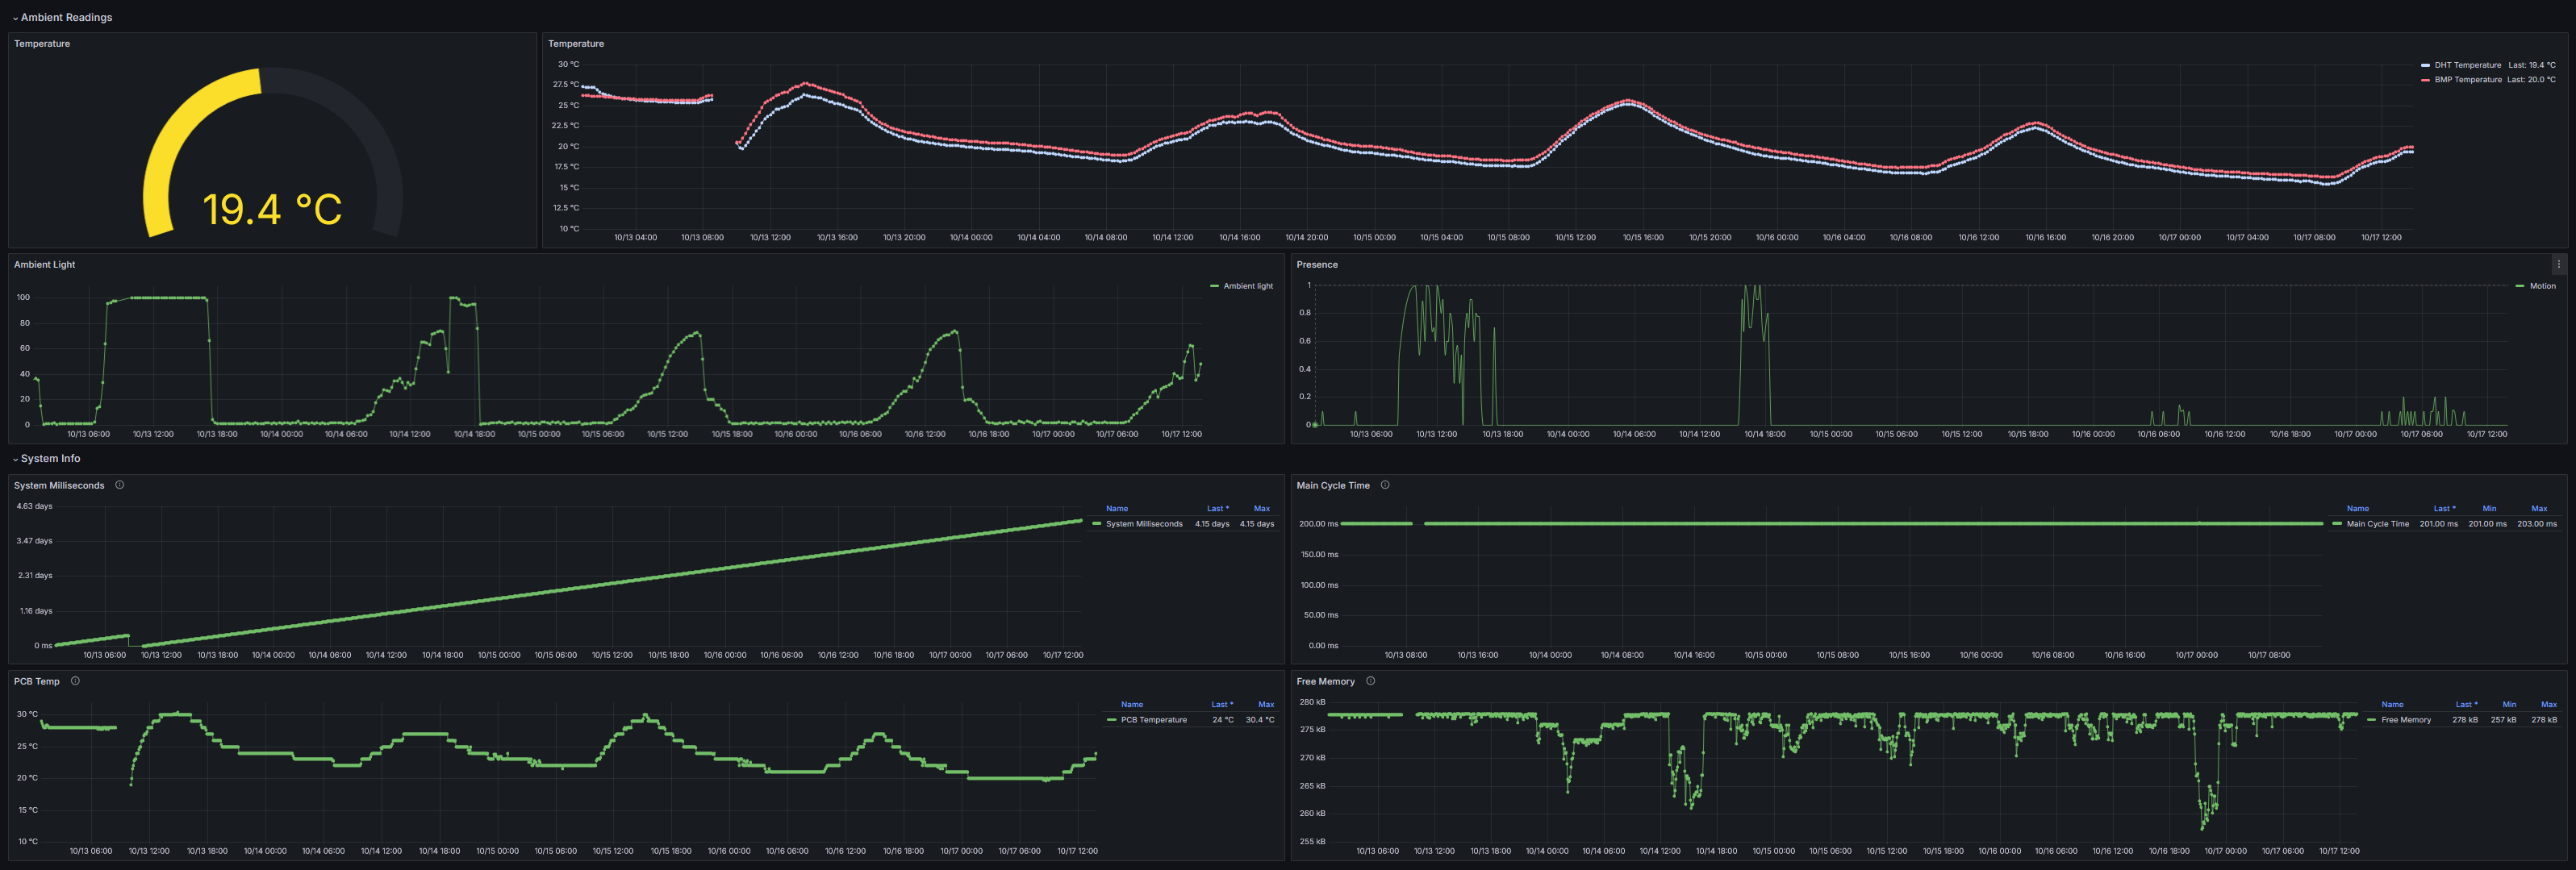 Ambient Readings
Temperature
19.4 °C
Temperature
30 °C
27.5 °C
25 °C
22.5 °C
20 °C
17.5 °C
15 °C
12.5 °C
10 °C
10/13 04:00 10/13 08:00 10/13 12:00 10/13 16:00 10/13 20:00 10/14 00:00 10/14 04:00 10/14 08:00 10/14 12:00 10/14 16:00 10/14 20:00 10/15 00:00 10/15 04:00 10/15 08:00 10/15 12:00 10/15 16:00 10/15 20:00 10/16 00:00 10/16 04:00 10/16 08:00 10/16 12:00 10/16 16:00 10/16 20:00 10/17 00:00 10/17 04:00 10/17 08:00 10/17 12:00
DHT Temperature Last: 19.4 °C
BMP Temperature Last: 20.0 °C
Ambient Light
100
80
60
40
20
0
10/13 06:00 10/13 12:00 10/13 18:00 10/14 00:00 10/14 06:00 10/14 12:00 10/14 18:00 10/15 00:00 10/15 06:00 10/15 12:00 10/15 18:00 10/16 00:00 10/16 06:00 10/16 12:00 10/16 18:00 10/17 00:00 10/17 06:00 10/17 12:00
Ambient light
Presence
1
0.8
0.6
0.4
0.2
0
10/13 06:00 10/13 12:00 10/13 18:00 10/14 00:00 10/14 06:00 10/14 12:00 10/14 18:00 10/15 00:00 10/15 06:00 10/15 12:00 10/15 18:00 10/16 00:00 10/16 06:00 10/16 12:00 10/16 18:00 10/17 00:00 10/17 06:00 10/17 12:00
Motion
System Info
System Milliseconds
4.63 days
3.47 days
2.31 days
1.16 days
0 ms
10/13 06:00 10/13 12:00 10/13 18:00 10/14 00:00 10/14 06:00 10/14 12:00 10/14 18:00 10/15 00:00 10/15 06:00 10/15 12:00 10/15 18:00 10/16 00:00 10/16 06:00 10/16 12:00 10/16 18:00 10/17 00:00 10/17 06:00 10/17 12:00
Name Last * Max
System Milliseconds 4.15 days 4.15 days
Main Cycle Time
200.00 ms
150.00 ms
100.00 ms
50.00 ms
0.00 ms
10/13 08:00 10/13 16:00 10/14 00:00 10/14 08:00 10/14 16:00 10/15 00:00 10/15 08:00 10/15 16:00 10/16 00:00 10/16 08:00 10/16 16:00 10/17 00:00 10/17 08:00
Name Last * Min Max
Main Cycle Time 201.00 ms 201.00 ms 203.00 ms
PCB Temp
30 °C
25 °C
20 °C
15 °C
10 °C
10/13 06:00 10/13 12:00 10/13 18:00 10/14 00:00 10/14 06:00 10/14 12:00 10/14 18:00 10/15 00:00 10/15 06:00 10/15 12:00 10/15 18:00 10/16 00:00 10/16 06:00 10/16 12:00 10/16 18:00 10/17 00:00 10/17 06:00 10/17 12:00
Name Last * Max
PCB Temperature 24 °C 30.4 °C
Free Memory
280 kB
275 kB
270 kB
265 kB
260 kB
255 kB
10/13 06:00 10/13 12:00 10/13 18:00 10/14 00:00 10/14 06:00 10/14 12:00 10/14 18:00 10/15 00:00 10/15 06:00 10/15 12:00 10/15 18:00 10/16 00:00 10/16 06:00 10/16 12:00 10/16 18:00 10/17 00:00 10/17 06:00 10/17 12:00
Name Last * Min Max
Free Memory 278 kB 257 kB 278 kB